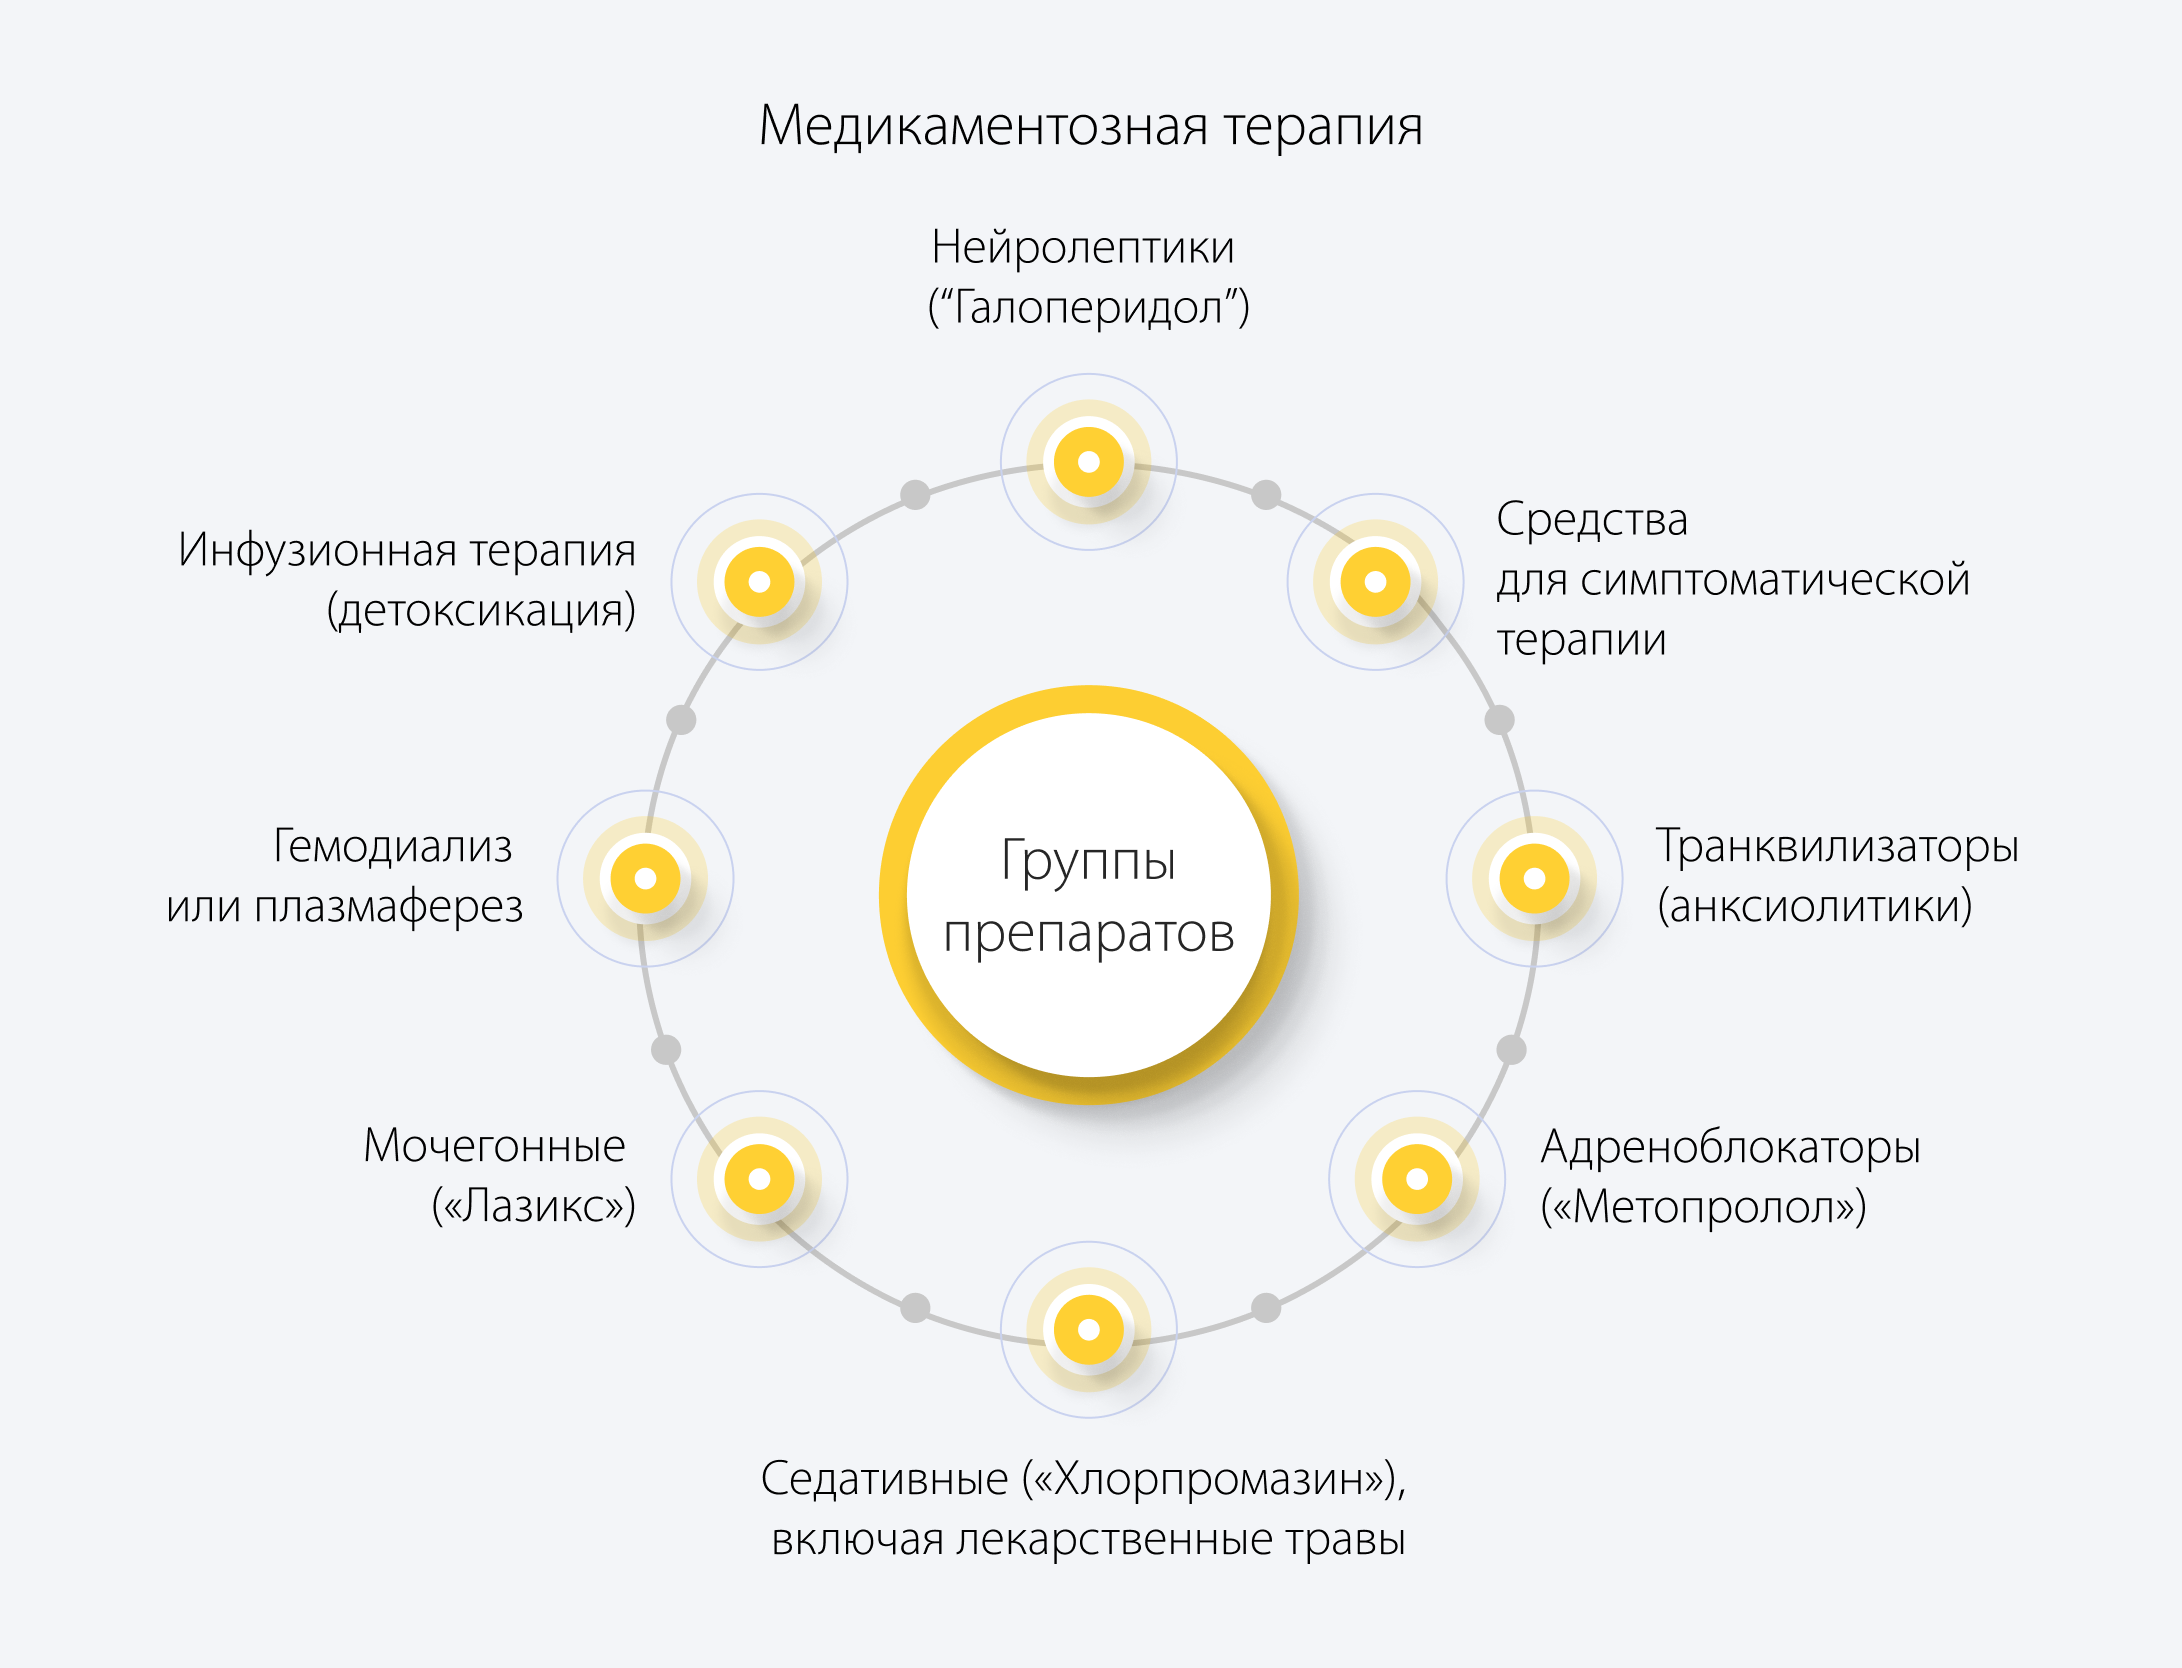 Медикаментозная терапия
Нейролептики
(“Галоперидол”)
Средства
для симптоматической
терапии
Транквилизаторы
(анксиолитики)
Адреноблокаторы
(«Метопролол»)
Седативные («Хлорпромазин»),
включая лекарственные травы
Мочегонные
(«Лазикс»)
Гемодиализ
или плазмаферез
Инфузионная терапия
(детоксикация)
Группы
препаратов